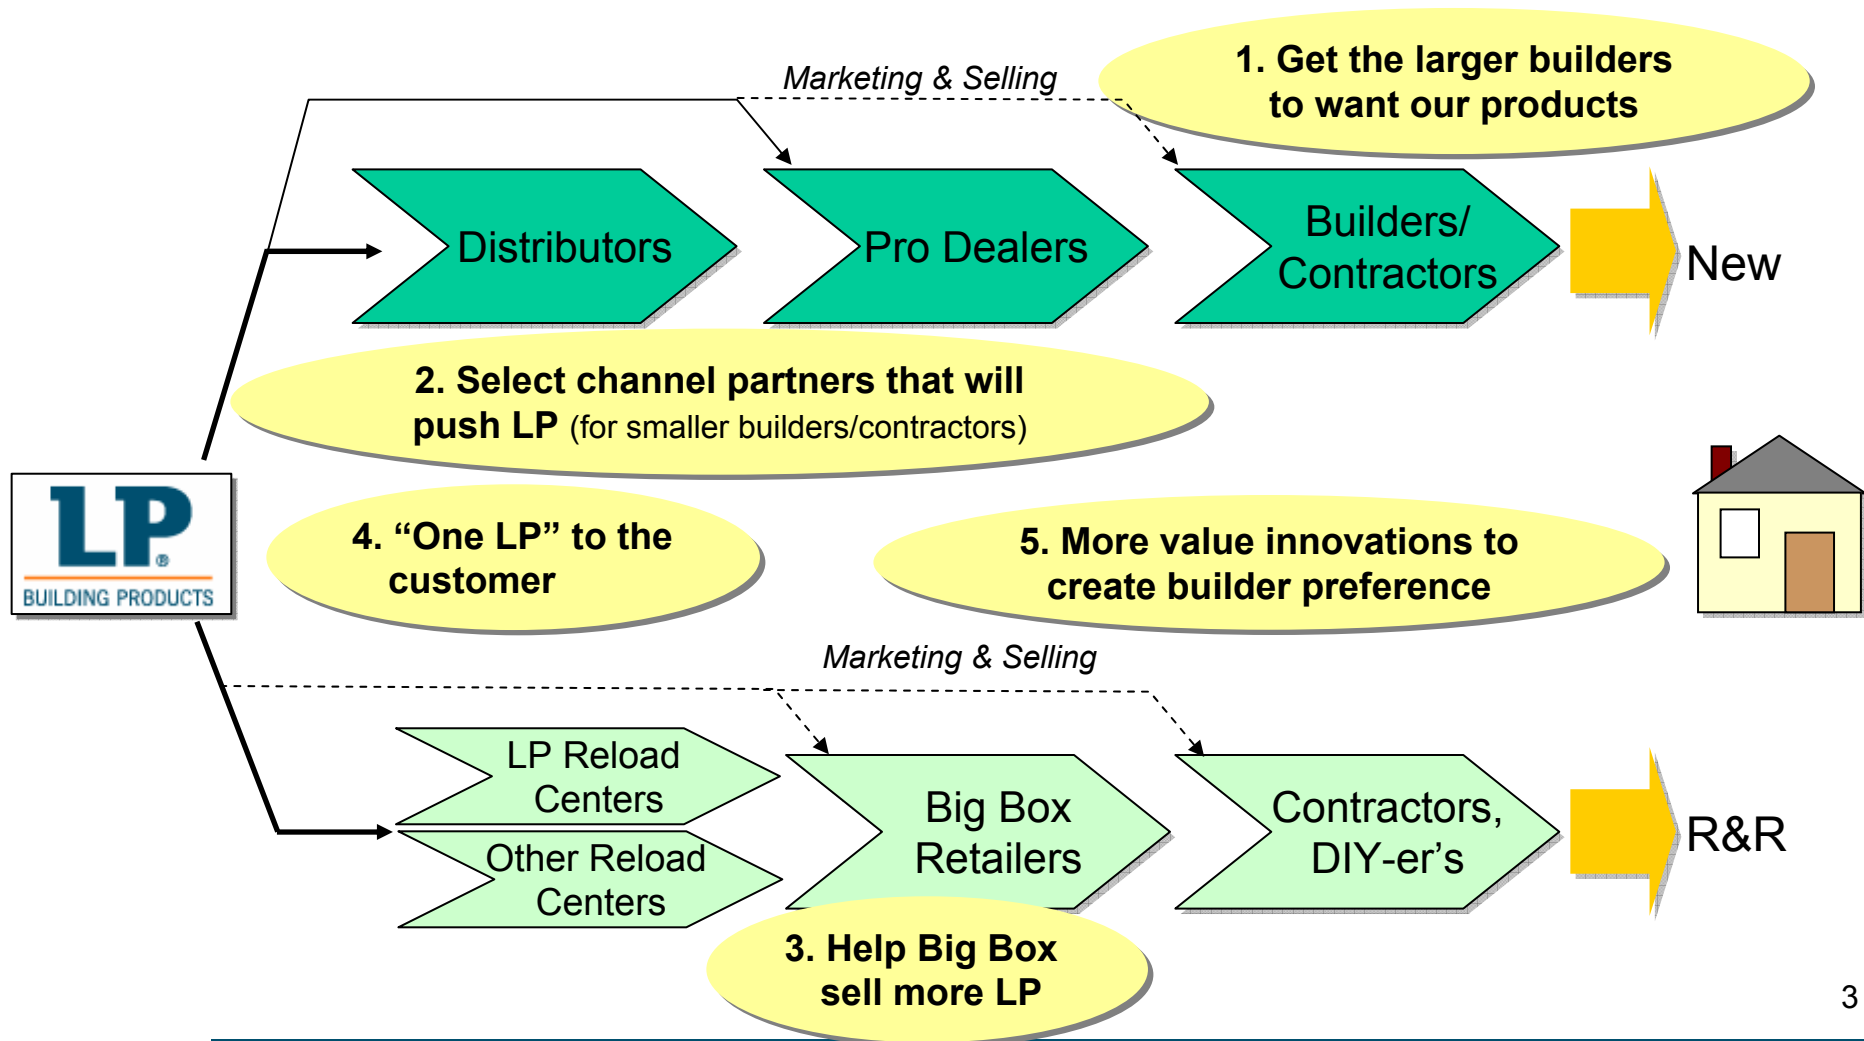 1. Get the larger builders
to want our products
Marketing & Selling
Distributors
Pro Dealers
Builders/
Contractors
New
2. Select channel partners that will
push LP (for smaller builders/contractors)
LP®
BUILDING PRODUCTS
4. “One LP” to the
customer
5. More value innovations to
create builder preference
Marketing & Selling
LP Reload
Centers
Other Reload
Centers
Big Box
Retailers
Contractors,
DIY-er’s
R&R
3. Help Big Box
sell more LP
3